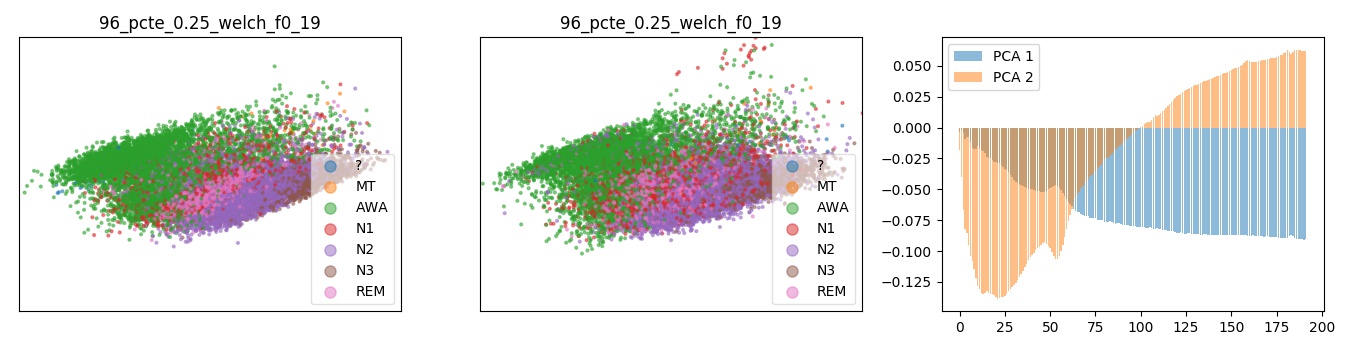 96_pcte_0.25_welch_f0_19
?
MT
AWA
N1
N2
N3
REM
96_pcte_0.25_welch_f0_19
?
MT
AWA
N1
N2
N3
REM
PCA 1
PCA 2
0.050
0.025
0.000
−0.025
−0.050
−0.075
−0.100
−0.125
0 25 50 75 100 125 150 175 200